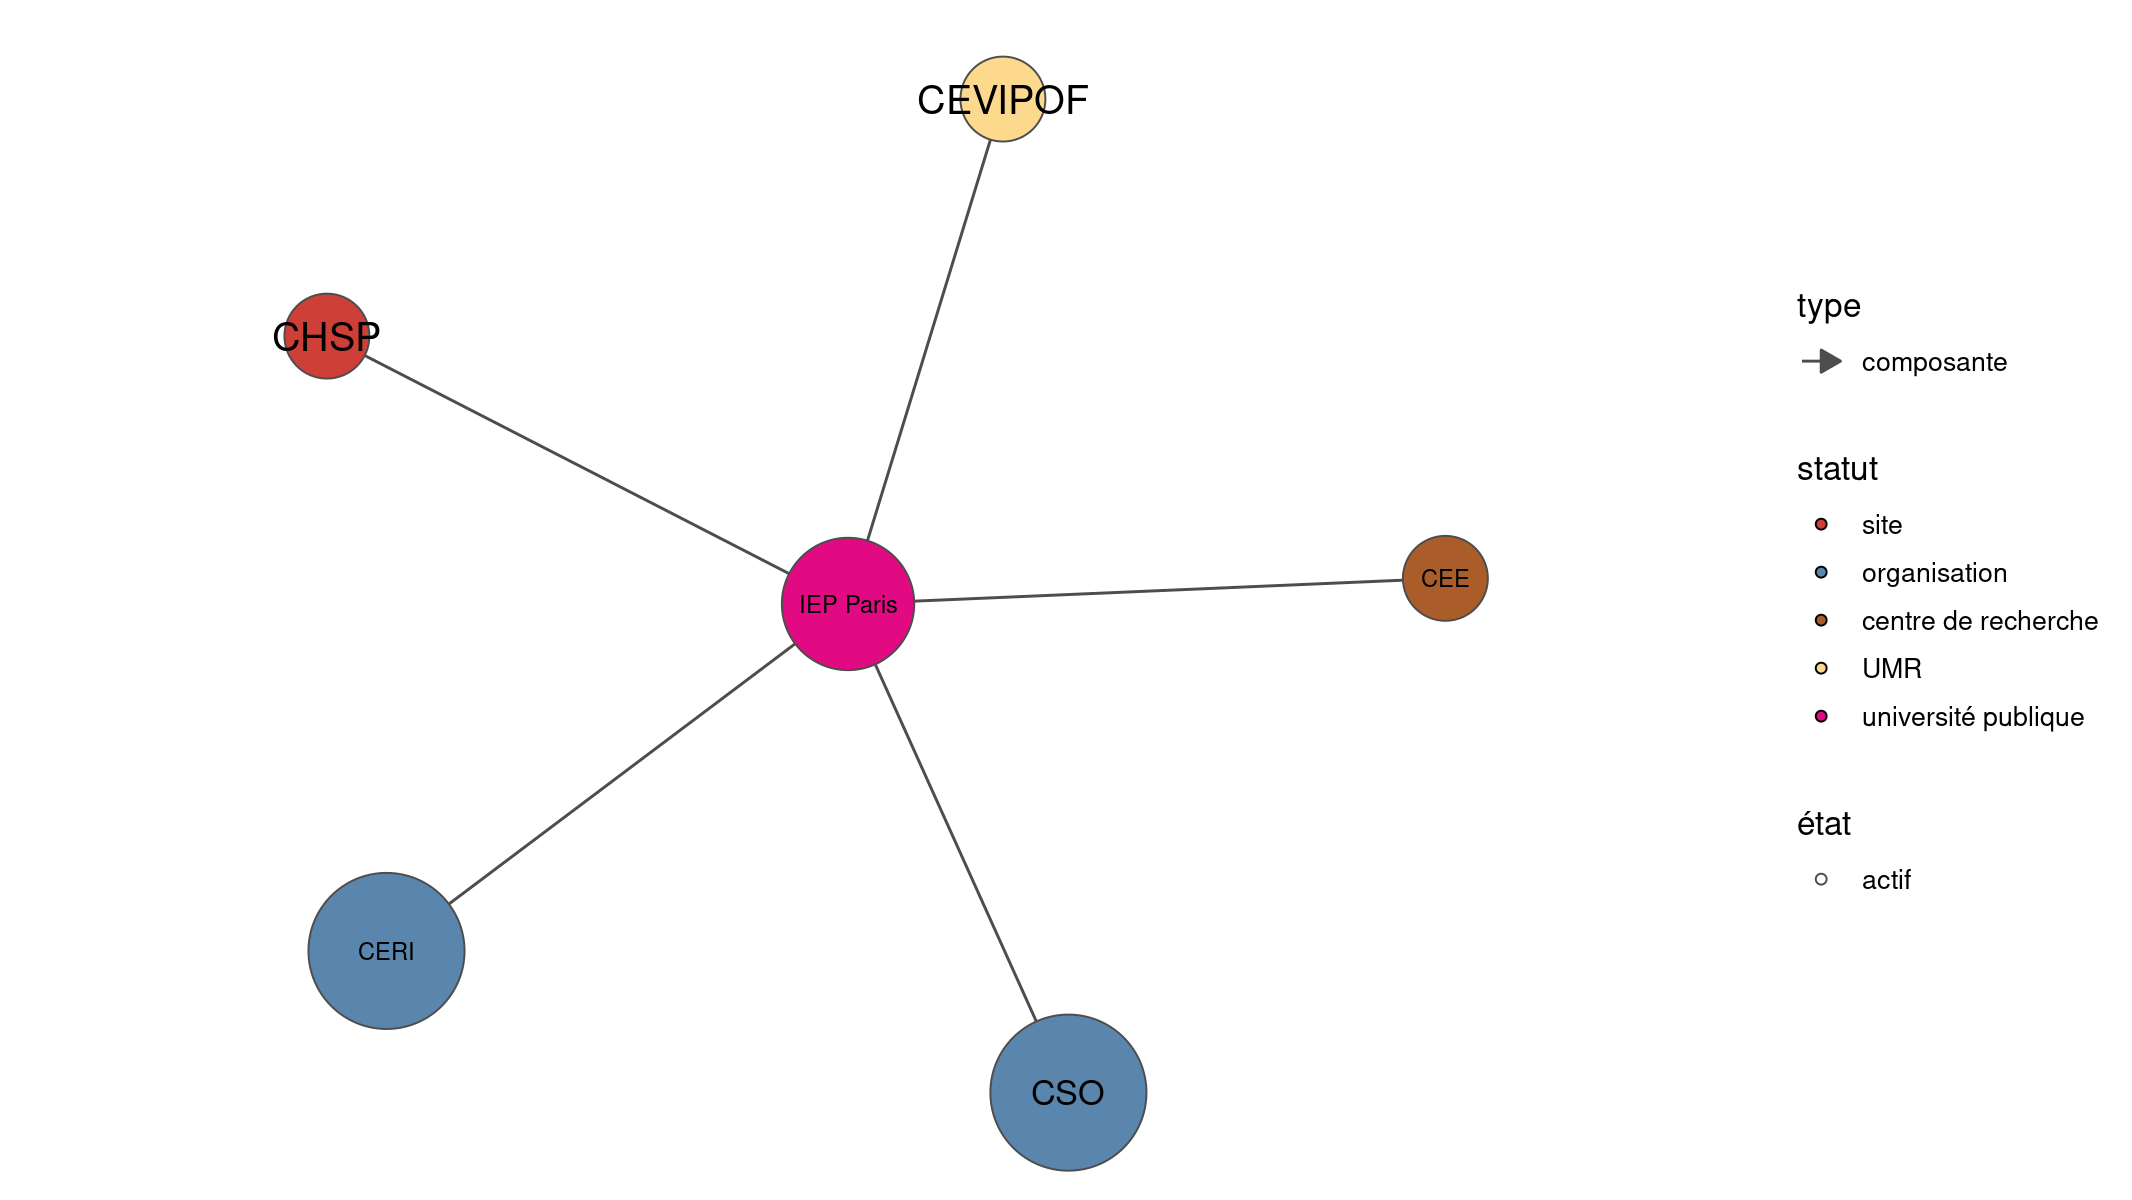 CEVIPOF
CHSP
IEP Paris
CEE
CERI
CSO
type
composante
statut
site
organisation
centre de recherche
UMR
université publique
état
actif